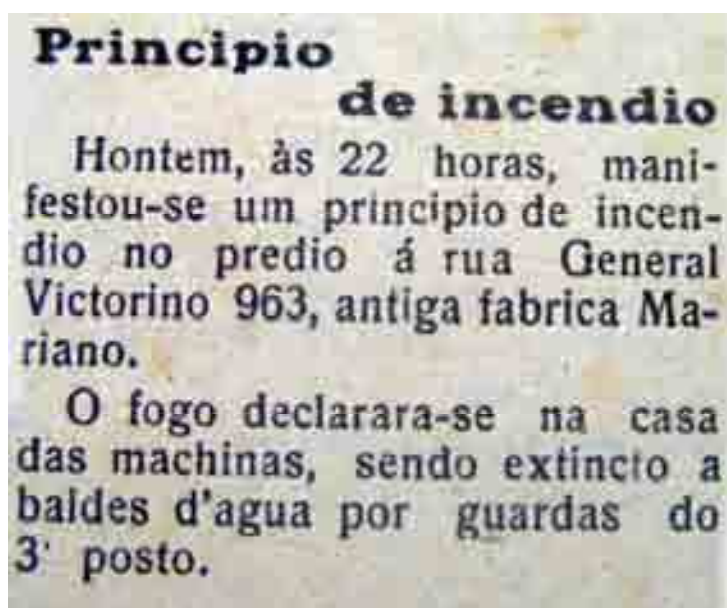 Principio
de incendio
Hontem, às 22 horas, mani-
festou-se um principio de incen-
dio no predio á rua General
Victorino 963, antiga fabrica Ma-
riano.
O fogo declarara-se na casa
das machinas, sendo extincto a
baldes d'agua por guardas do
3· posto.